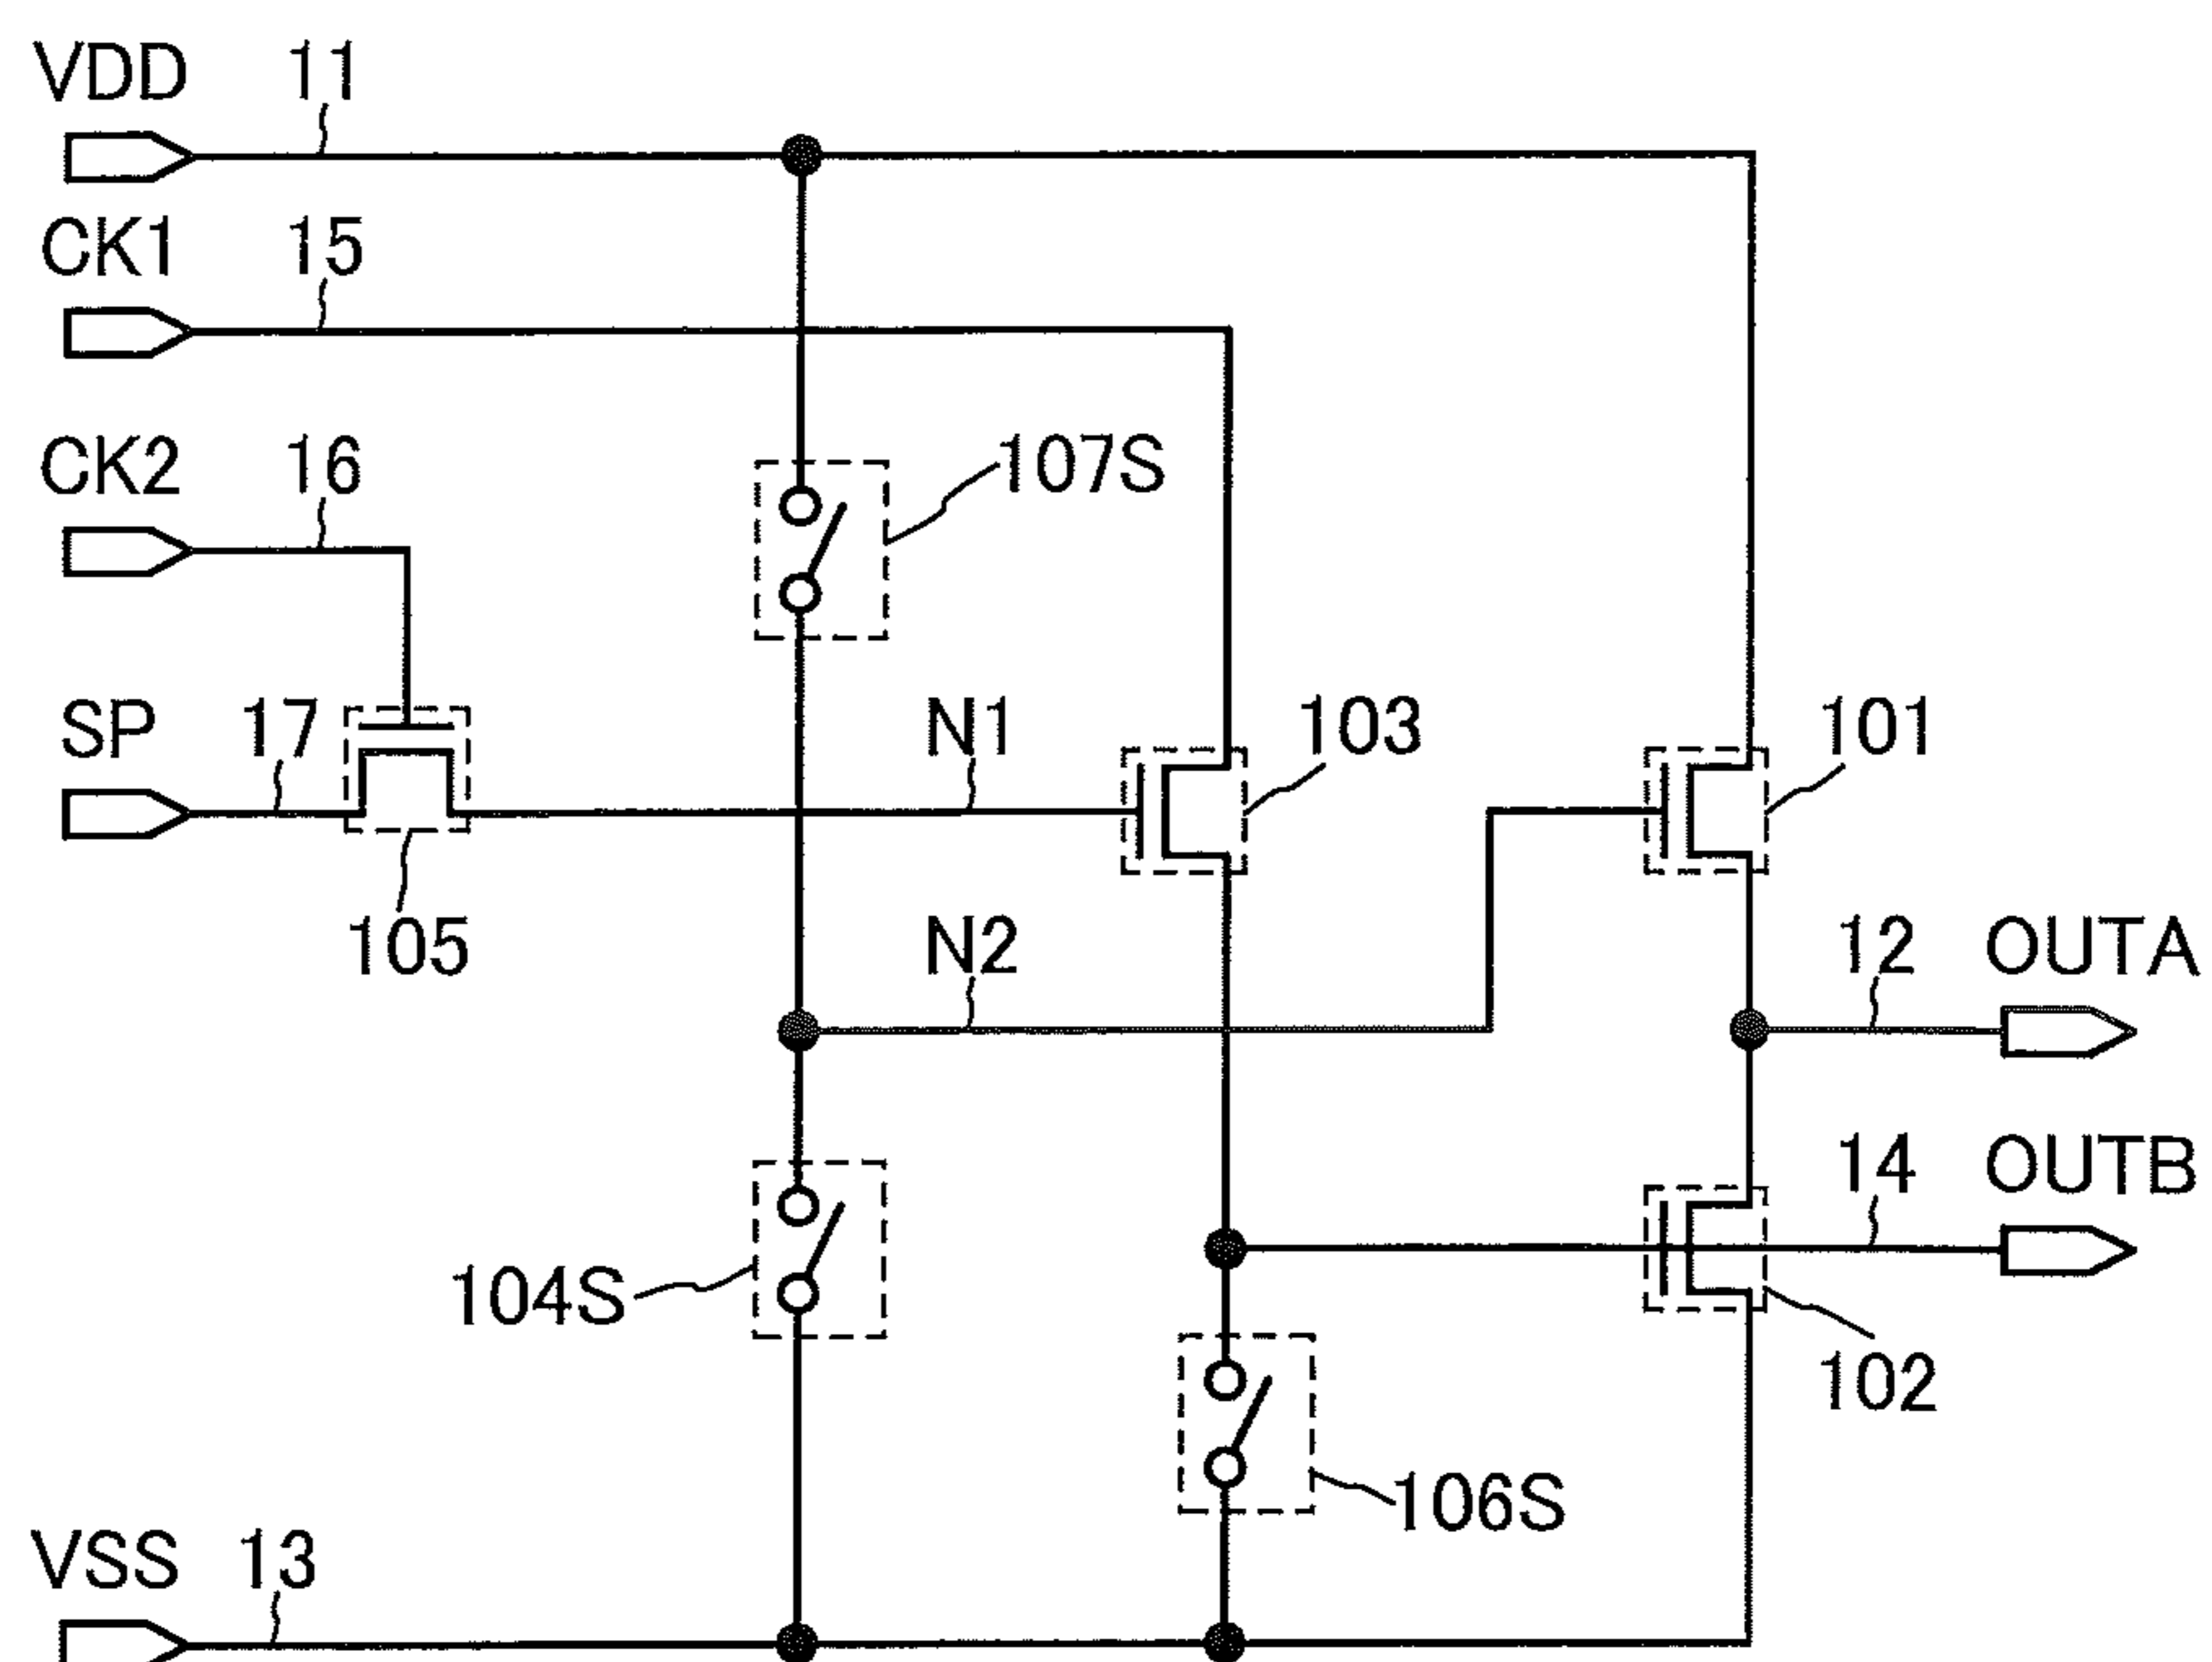 VDD 11
CK1 15
CK2 16
107S
SP 17
N1
103
101
105
N2
12 OUTA
14 OUTB
104S
102
106S
VSS 13